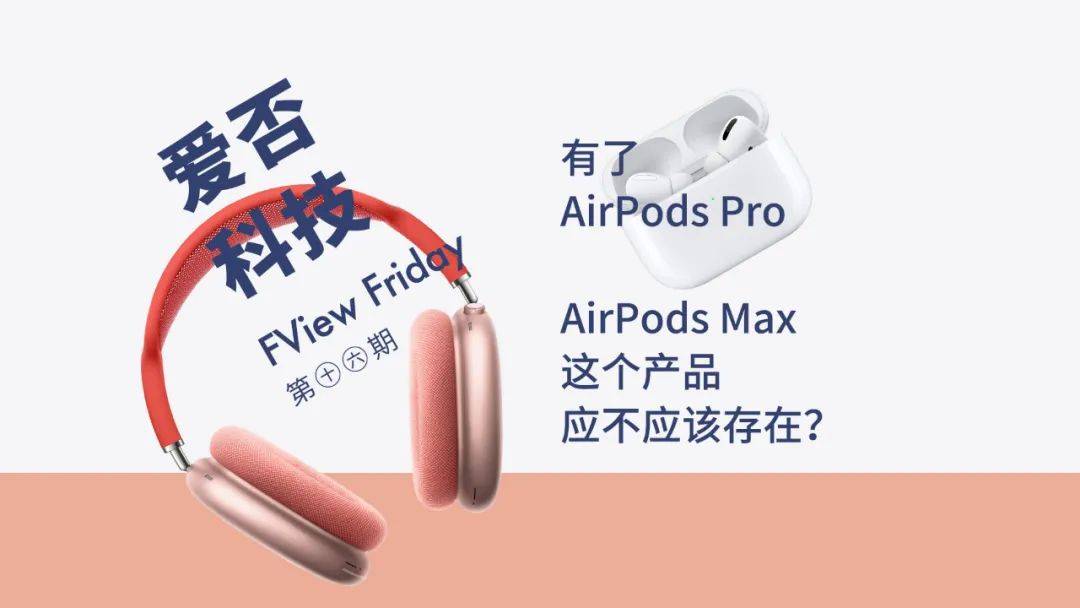 爱否
科技
FView Friday
第㊉㊅期
有了
AirPods Pro
AirPods Max
这个产品
应不应该存在?